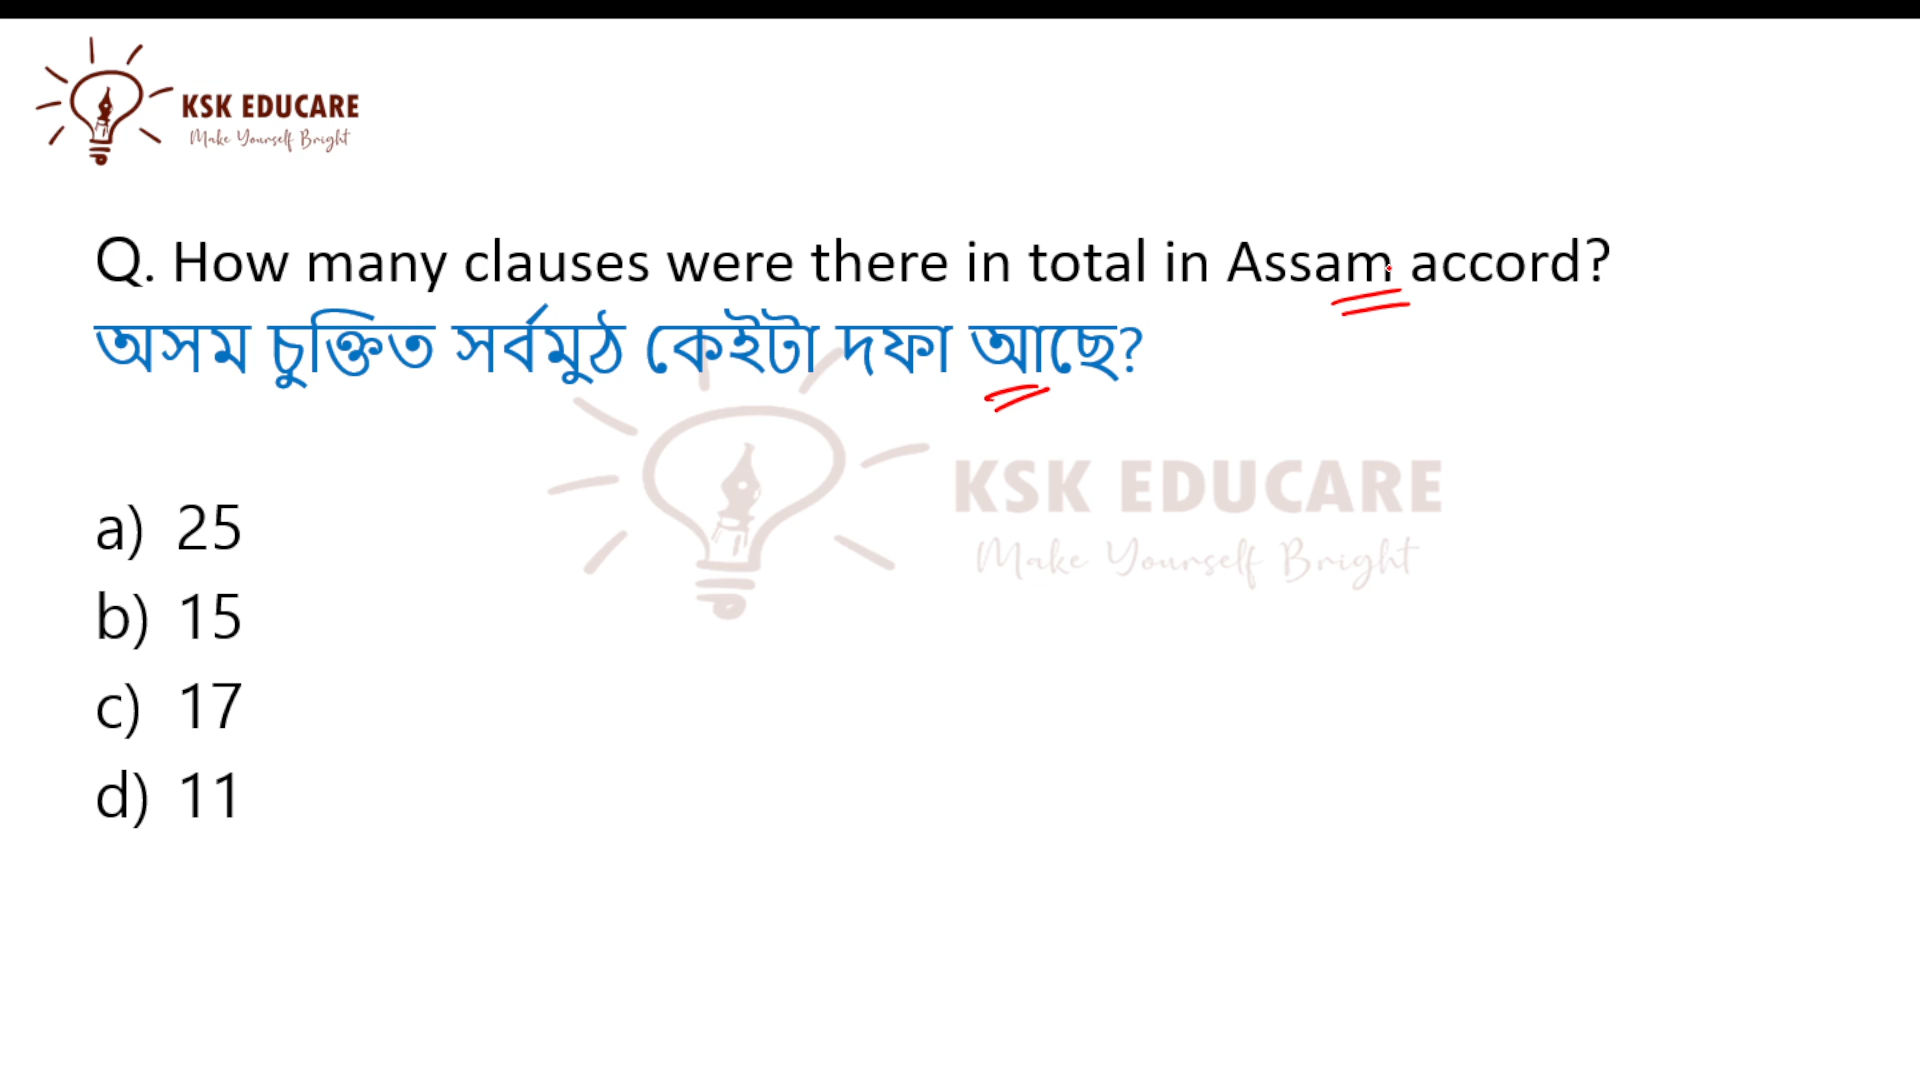 KSK EDUCARE
Make Yourself Bright
Q. How many clauses were there in total in Assam accord?
অসম চুক্তিত সৰ্বমুঠ কেইটা দফা আছে?
KSK EDUCARE
Make Yourself Bright
a) 25
b) 15
c) 17
d) 11